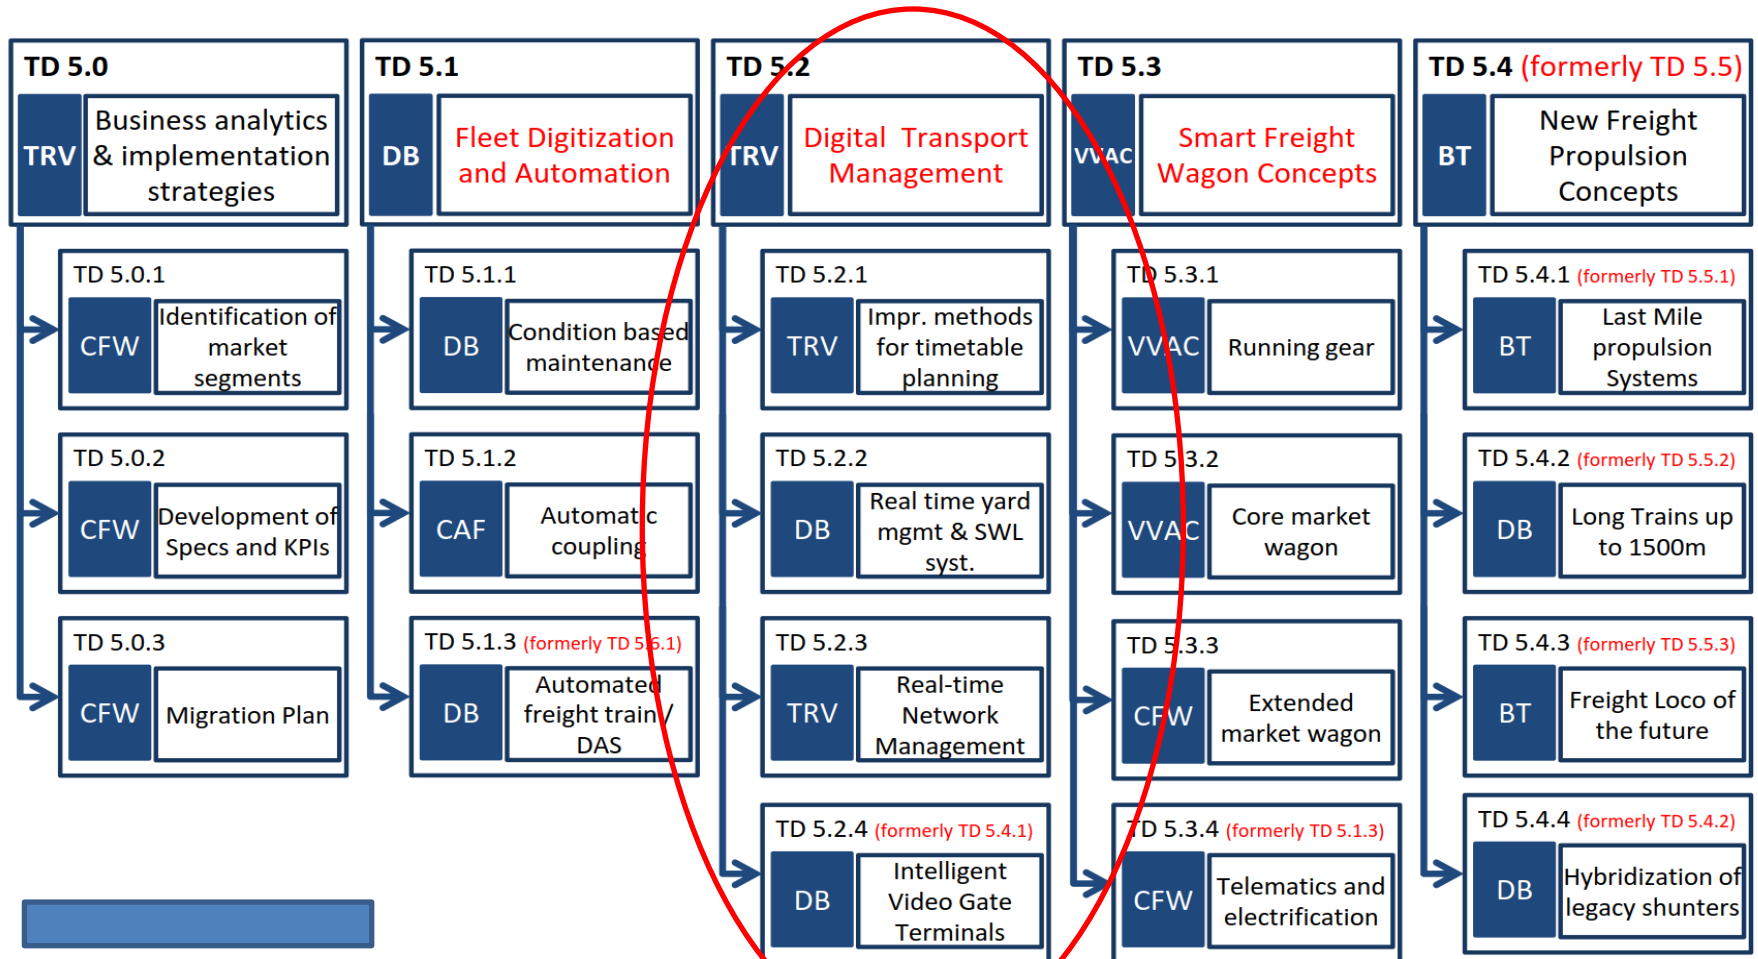 TD 5.0
TRV
Business analytics
& implementation
strategies
TD 5.0.1
CFW
Identification of
market
segments
TD 5.0.2
CFW
Development of
Specs and KPIs
TD 5.0.3
CFW
Migration Plan
TD 5.1
DB
Fleet Digitization
and Automation
TD 5.1.1
DB
Condition based
maintenance
TD 5.1.2
CAF
Automatic
coupling
TD 5.1.3 (formerly TD 5.6.1)
DB
Automated
freight train /
DAS
TD 5.2
TRV
Digital Transport
Management
TD 5.2.1
TRV
Impr. methods
for timetable
planning
TD 5.2.2
DB
Real time yard
mgmt & SWL
syst.
TD 5.2.3
TRV
Real-time
Network
Management
TD 5.2.4 (formerly TD 5.4.1)
DB
Intelligent
Video Gate
Terminals
TD 5.3
VVAC
Smart Freight
Wagon Concepts
TD 5.3.1
VVAC
Running gear
TD 5.3.2
VVAC
Core market
wagon
TD 5.3.3
CFW
Extended
market wagon
TD 5.3.4 (formerly TD 5.1.3)
CFW
Telematics and
electrification
TD 5.4 (formerly TD 5.5)
BT
New Freight
Propulsion
Concepts
TD 5.4.1 (formerly TD 5.5.1)
BT
Last Mile
propulsion
Systems
TD 5.4.2 (formerly TD 5.5.2)
DB
Long Trains up
to 1500m
TD 5.4.3 (formerly TD 5.5.3)
BT
Freight Loco of
the future
TD 5.4.4 (formerly TD 5.4.2)
DB
Hybridization of
legacy shunters